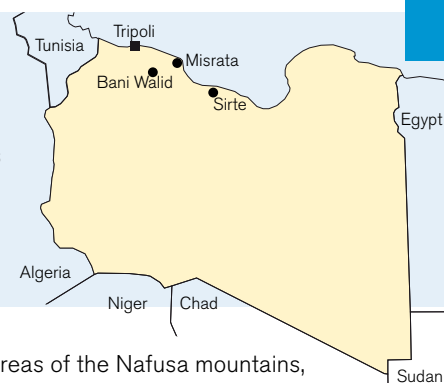 Tripoli
Tunisia
Misrata
Bani Walid
Sirte
Egypt
Algeria
Niger
Chad
reas of the Nafusa mountains,
Sudan